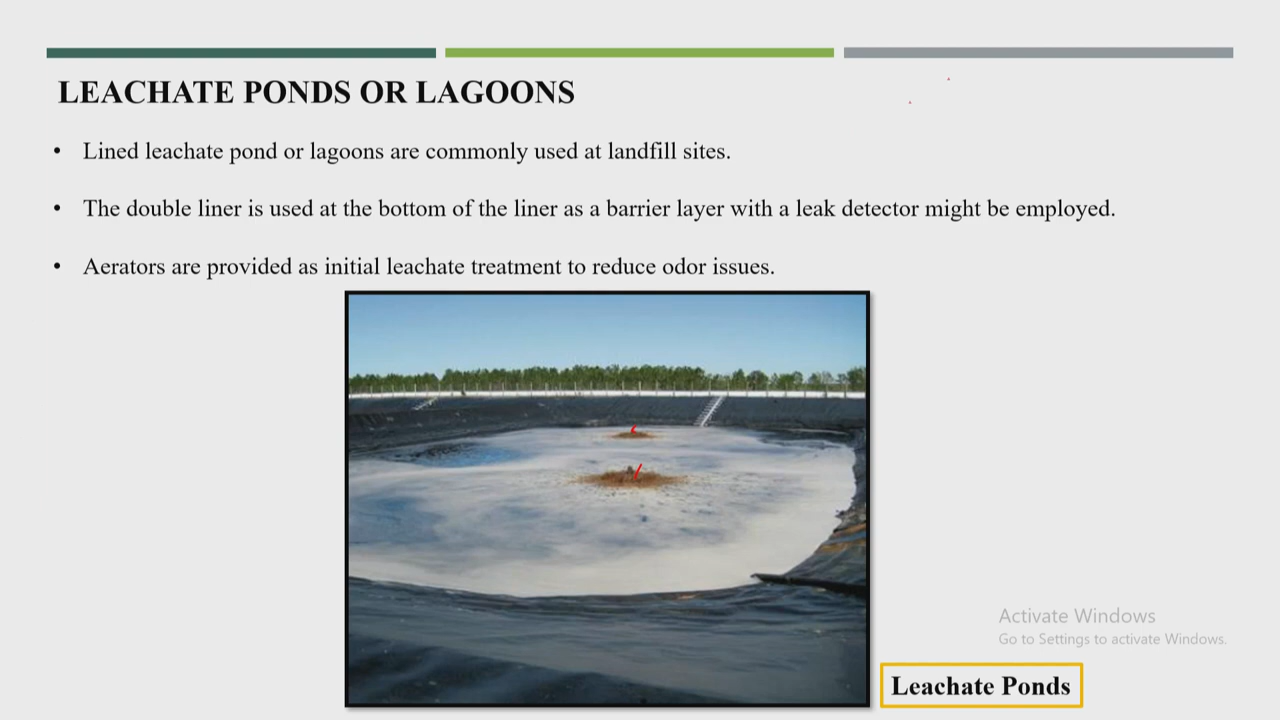 LEACHATE PONDS OR LAGOONS
• Lined leachate pond or lagoons are commonly used at landfill sites.
• The double liner is used at the bottom of the liner as a barrier layer with a leak detector might be employed.
• Aerators are provided as initial leachate treatment to reduce odor issues.
Activate Windows
Go to Settings to activate Windows.
Leachate Ponds